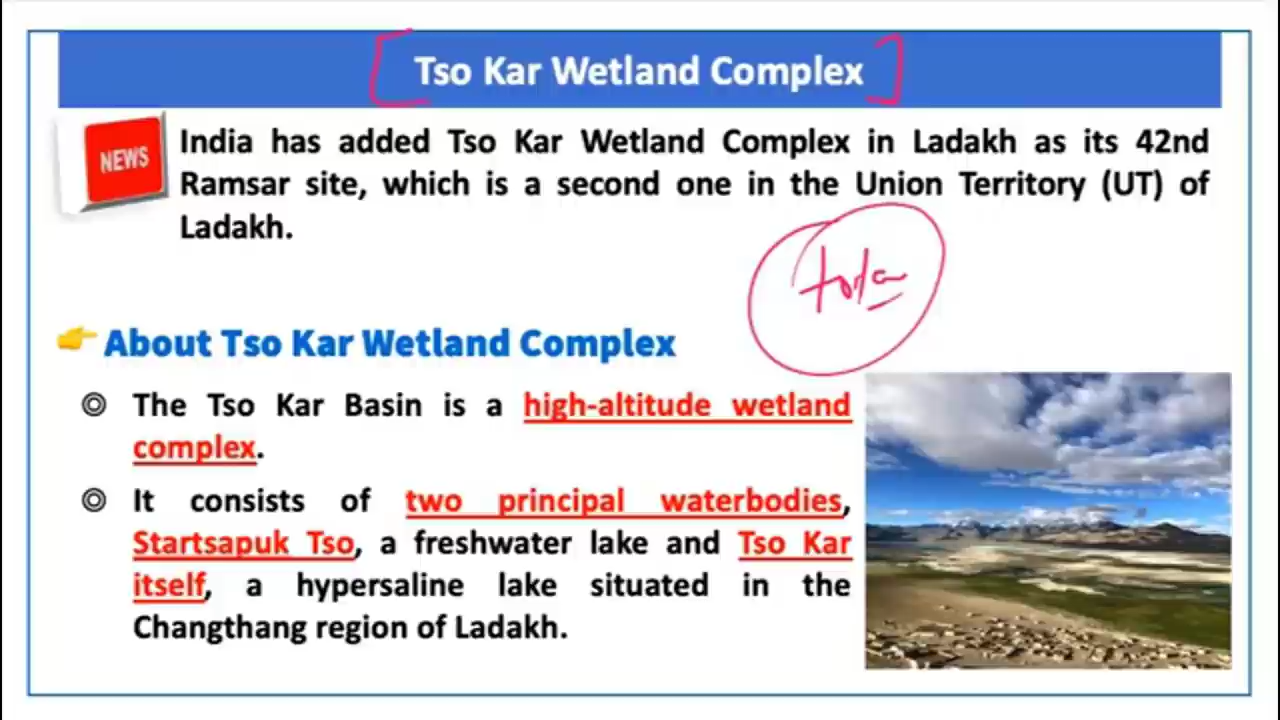 Tso Kar Wetland Complex
NEWS
India has added Tso Kar Wetland Complex in Ladakh as its 42nd
Ramsar site, which is a second one in the Union Territory (UT) of
Ladakh.
About Tso Kar Wetland Complex
The Tso Kar Basin is a high-altitude wetland
complex.
It consists of two principal waterbodies,
Startsapuk Tso, a freshwater lake and Tso Kar
itself, a hypersaline lake situated in the
Changthang region of Ladakh.